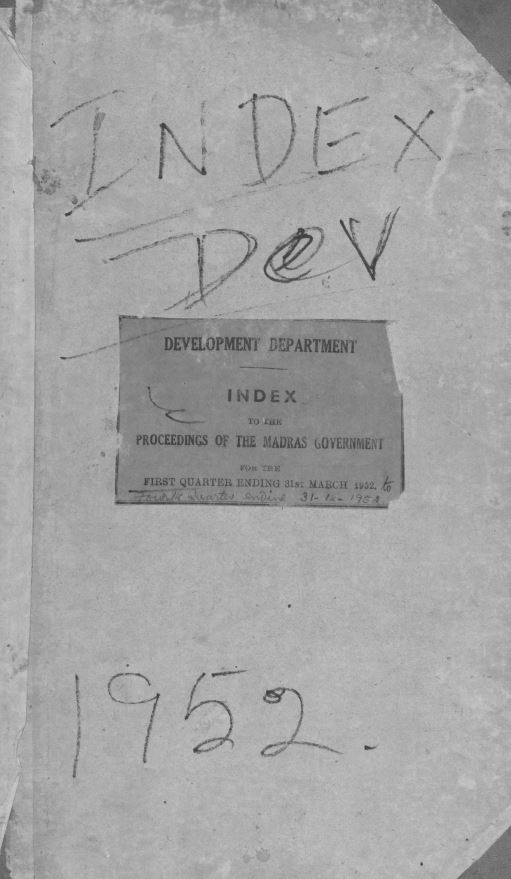 INDEX
Dev
DEVELOPMENT DEPARTMENT
INDEX
TO THE
PROCEEDINGS OF THE MADRAS GOVERNMENT
FOR THE
FIRST QUARTER ENDING 31ST MARCH 1952. to
Fourth Quarter ending 31-12-1952
1952.